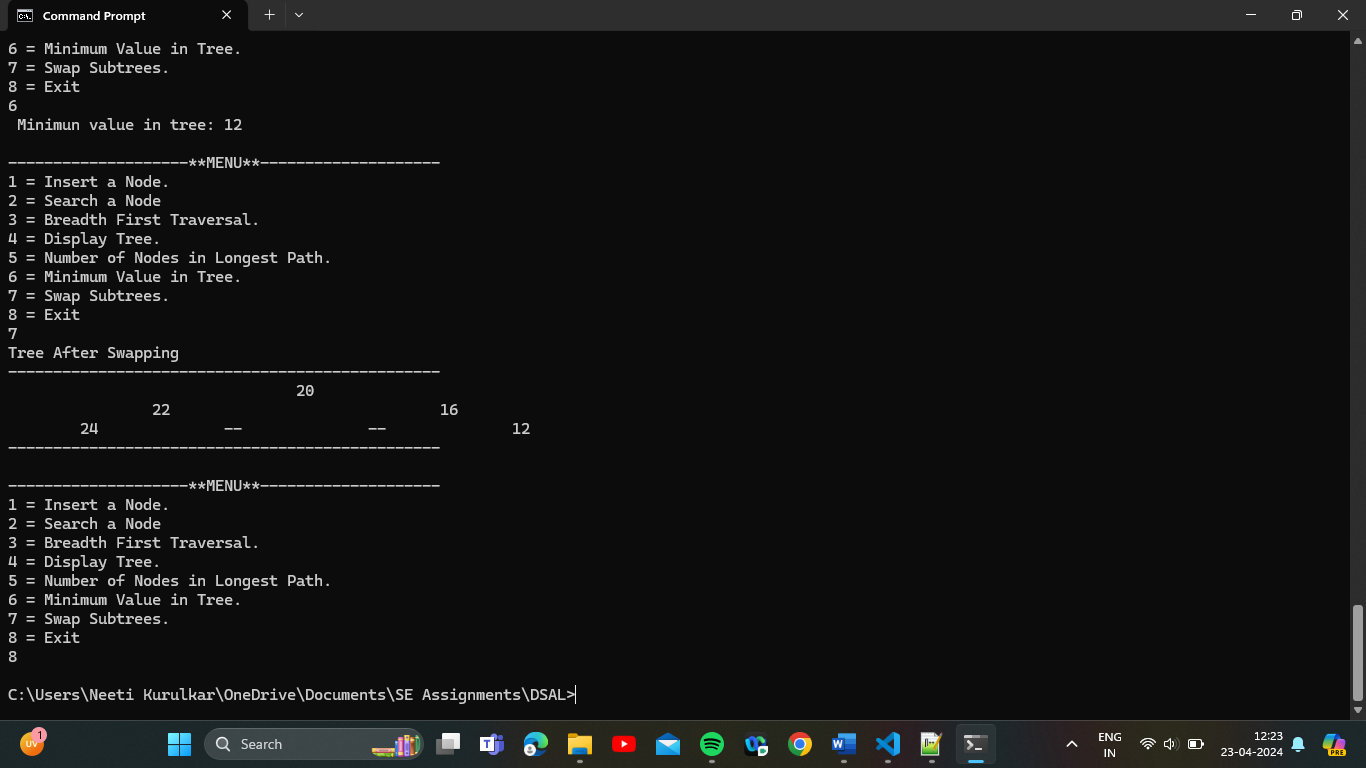 Command Prompt
6 = Minimum Value in Tree.
7 = Swap Subtrees.
8 = Exit
6
Minimun value in tree: 12
--------------------**MENU**--------------------
1 = Insert a Node.
2 = Search a Node
3 = Breadth First Traversal.
4 = Display Tree.
5 = Number of Nodes in Longest Path.
6 = Minimum Value in Tree.
7 = Swap Subtrees.
8 = Exit
7
Tree After Swapping
------------------------------------------------
20
22 16
24 -- -- 12
------------------------------------------------
--------------------**MENU**--------------------
1 = Insert a Node.
2 = Search a Node
3 = Breadth First Traversal.
4 = Display Tree.
5 = Number of Nodes in Longest Path.
6 = Minimum Value in Tree.
7 = Swap Subtrees.
8 = Exit
8
C:\Users\Neeti Kurulkar\OneDrive\Documents\SE Assignments\DSAL>
UV 1
Search
ENG
IN
12:23
23-04-2024
PRE